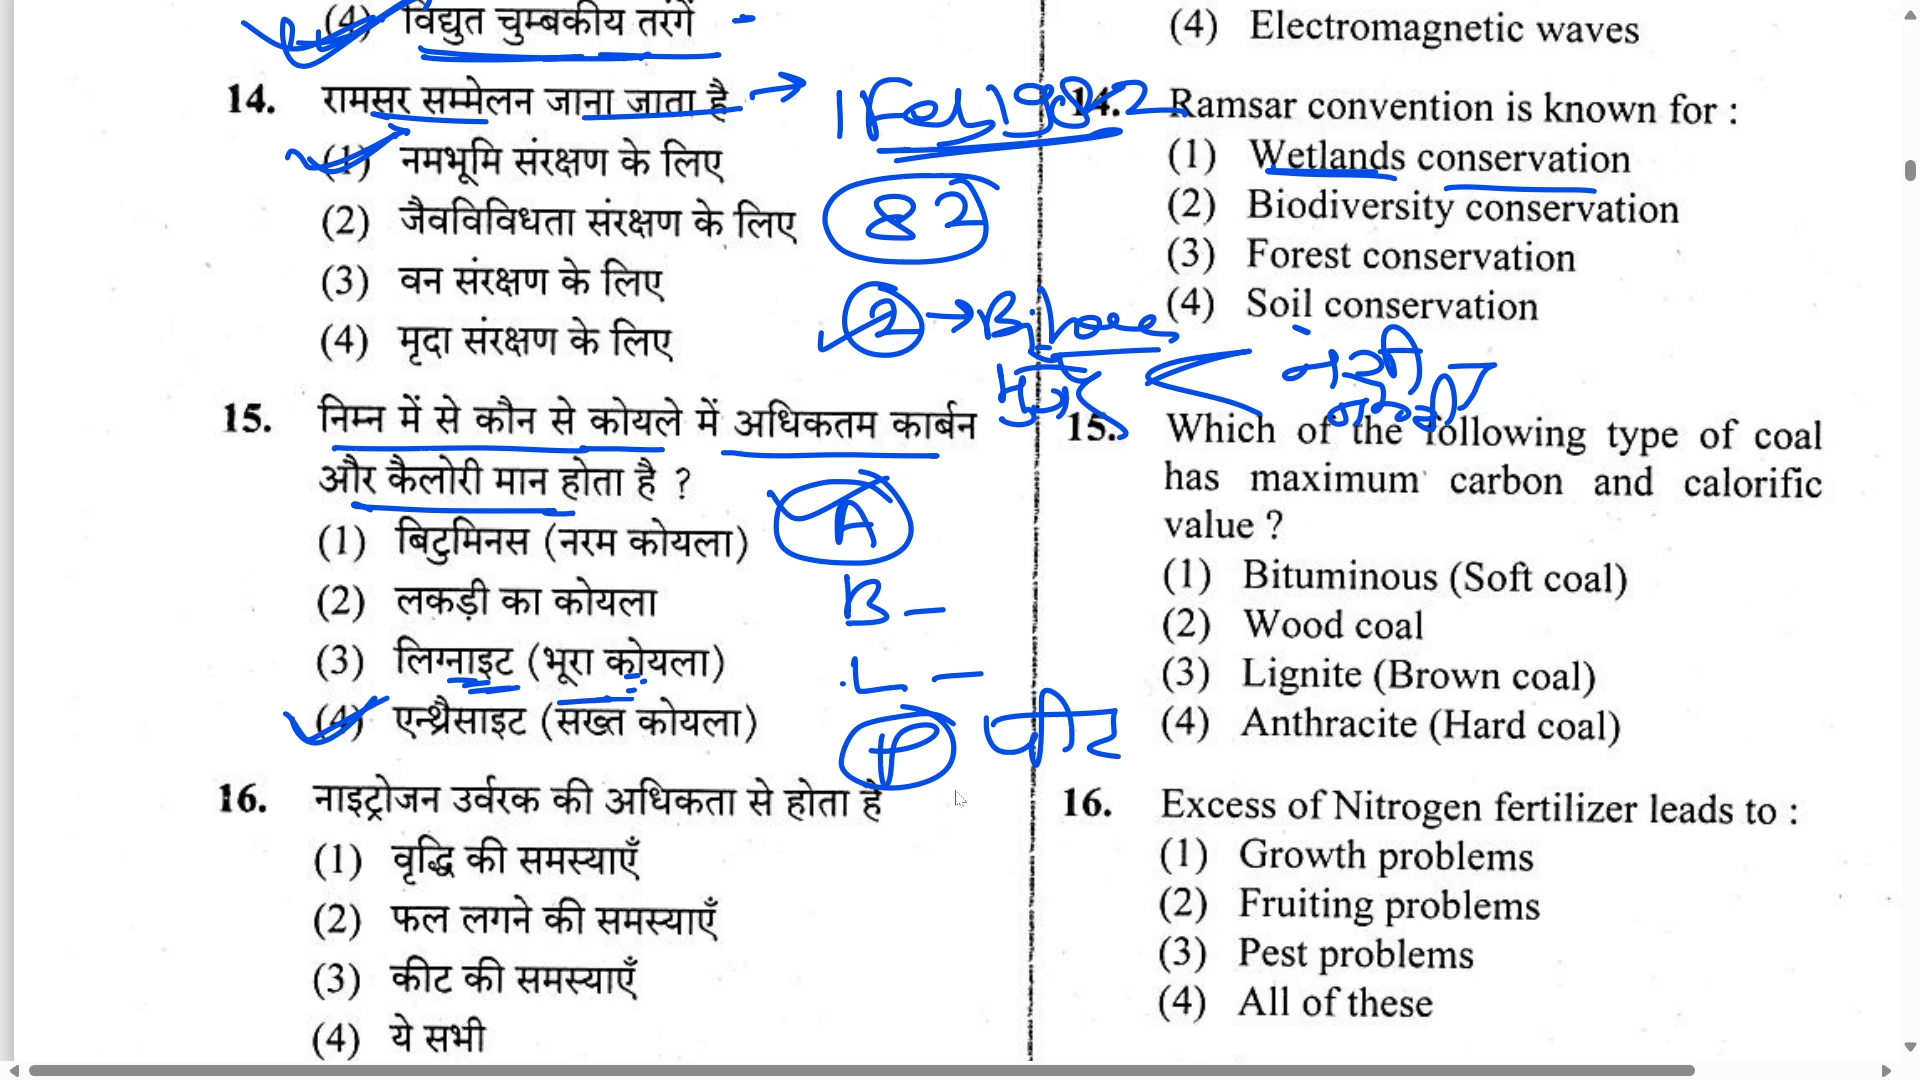 (4) विद्युत चुम्बकीय तरंगें
14. रामसर सम्मेलन जाना जाता है
(1) नमभूमि संरक्षण के लिए
(2) जैवविविधता संरक्षण के लिए
(3) वन संरक्षण के लिए
(4) मृदा संरक्षण के लिए
1 Feb 1982
82
2 → Bihar
15. निम्न में से कौन से कोयले में अधिकतम कार्बन
और कैलोरी मान होता है ?
(1) बिटुमिनस (नरम कोयला)
(2) लकड़ी का कोयला
(3) लिग्नाइट (भूरा कोयला)
(4) एन्थ्रैसाइट (सख्त कोयला)
A
B –
L –
P पीट
16. नाइट्रोजन उर्वरक की अधिकता से होता है
(1) वृद्धि की समस्याएँ
(2) फल लगने की समस्याएँ
(3) कीट की समस्याएँ
(4) ये सभी
(4) Electromagnetic waves
14. Ramsar convention is known for :
(1) Wetlands conservation
(2) Biodiversity conservation
(3) Forest conservation
(4) Soil conservation
15. Which of the following type of coal
has maximum carbon and calorific
value ?
(1) Bituminous (Soft coal)
(2) Wood coal
(3) Lignite (Brown coal)
(4) Anthracite (Hard coal)
16. Excess of Nitrogen fertilizer leads to :
(1) Growth problems
(2) Fruiting problems
(3) Pest problems
(4) All of these